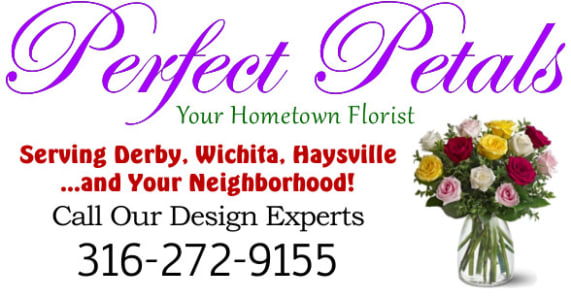 Perfect Petals
Your Hometown Florist
Serving Derby, Wichita, Haysville
...and Your Neighborhood!
Call Our Design Experts
316-272-9155